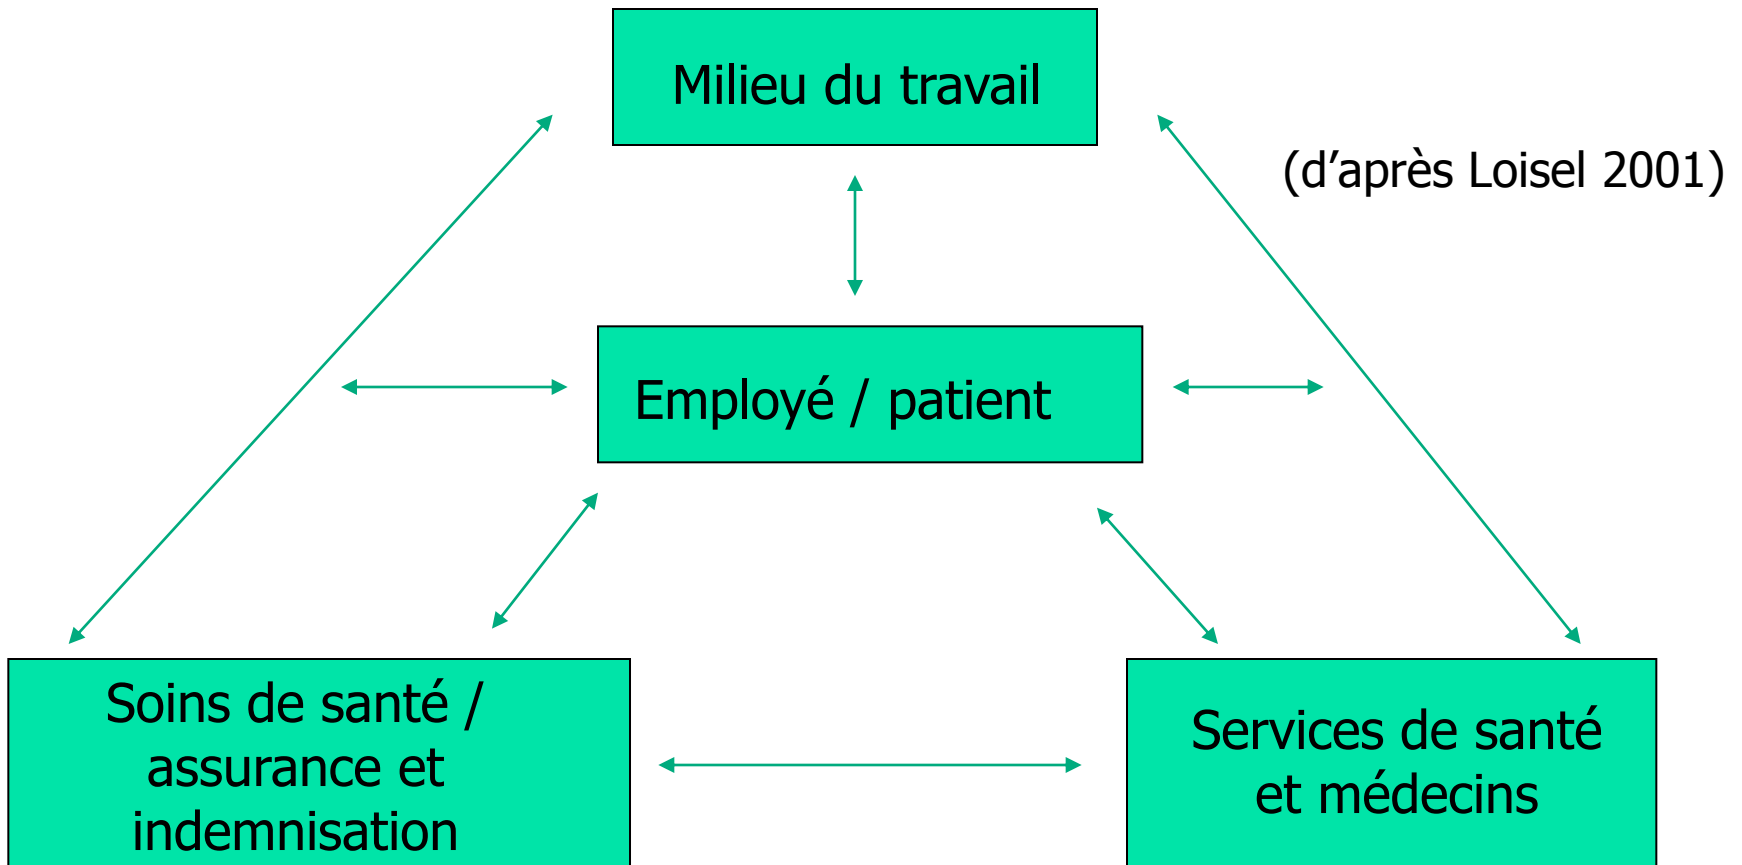 Milieu du travail
(d’après Loisel 2001)
Employé / patient
Soins de santé /
assurance et
indemnisation
Services de santé
et médecins